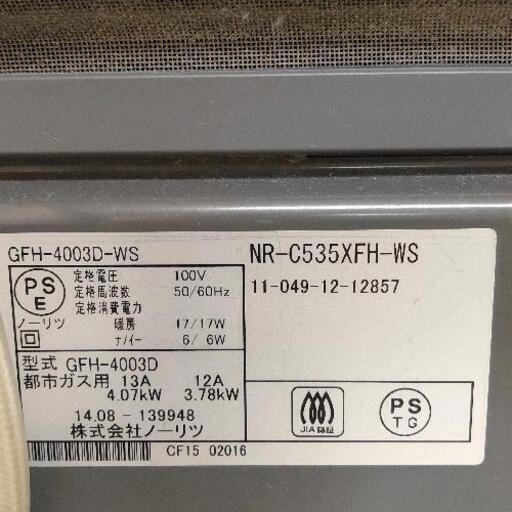 GFH-4003D-WS
PS
E
ノーリツ
定格電圧 100V
定格周波数 50/60Hz
定格消費電力
暖房 17/17W
ナノイー 6/ 6W
型式 GFH-4003D
都市ガス用 13A 12A
4.07kW 3.78kW
14.08-139948
株式会社ノーリツ
CF15 02016
NR-C535XFH-WS
11-049-12-12857
JIA認証
PS
TG